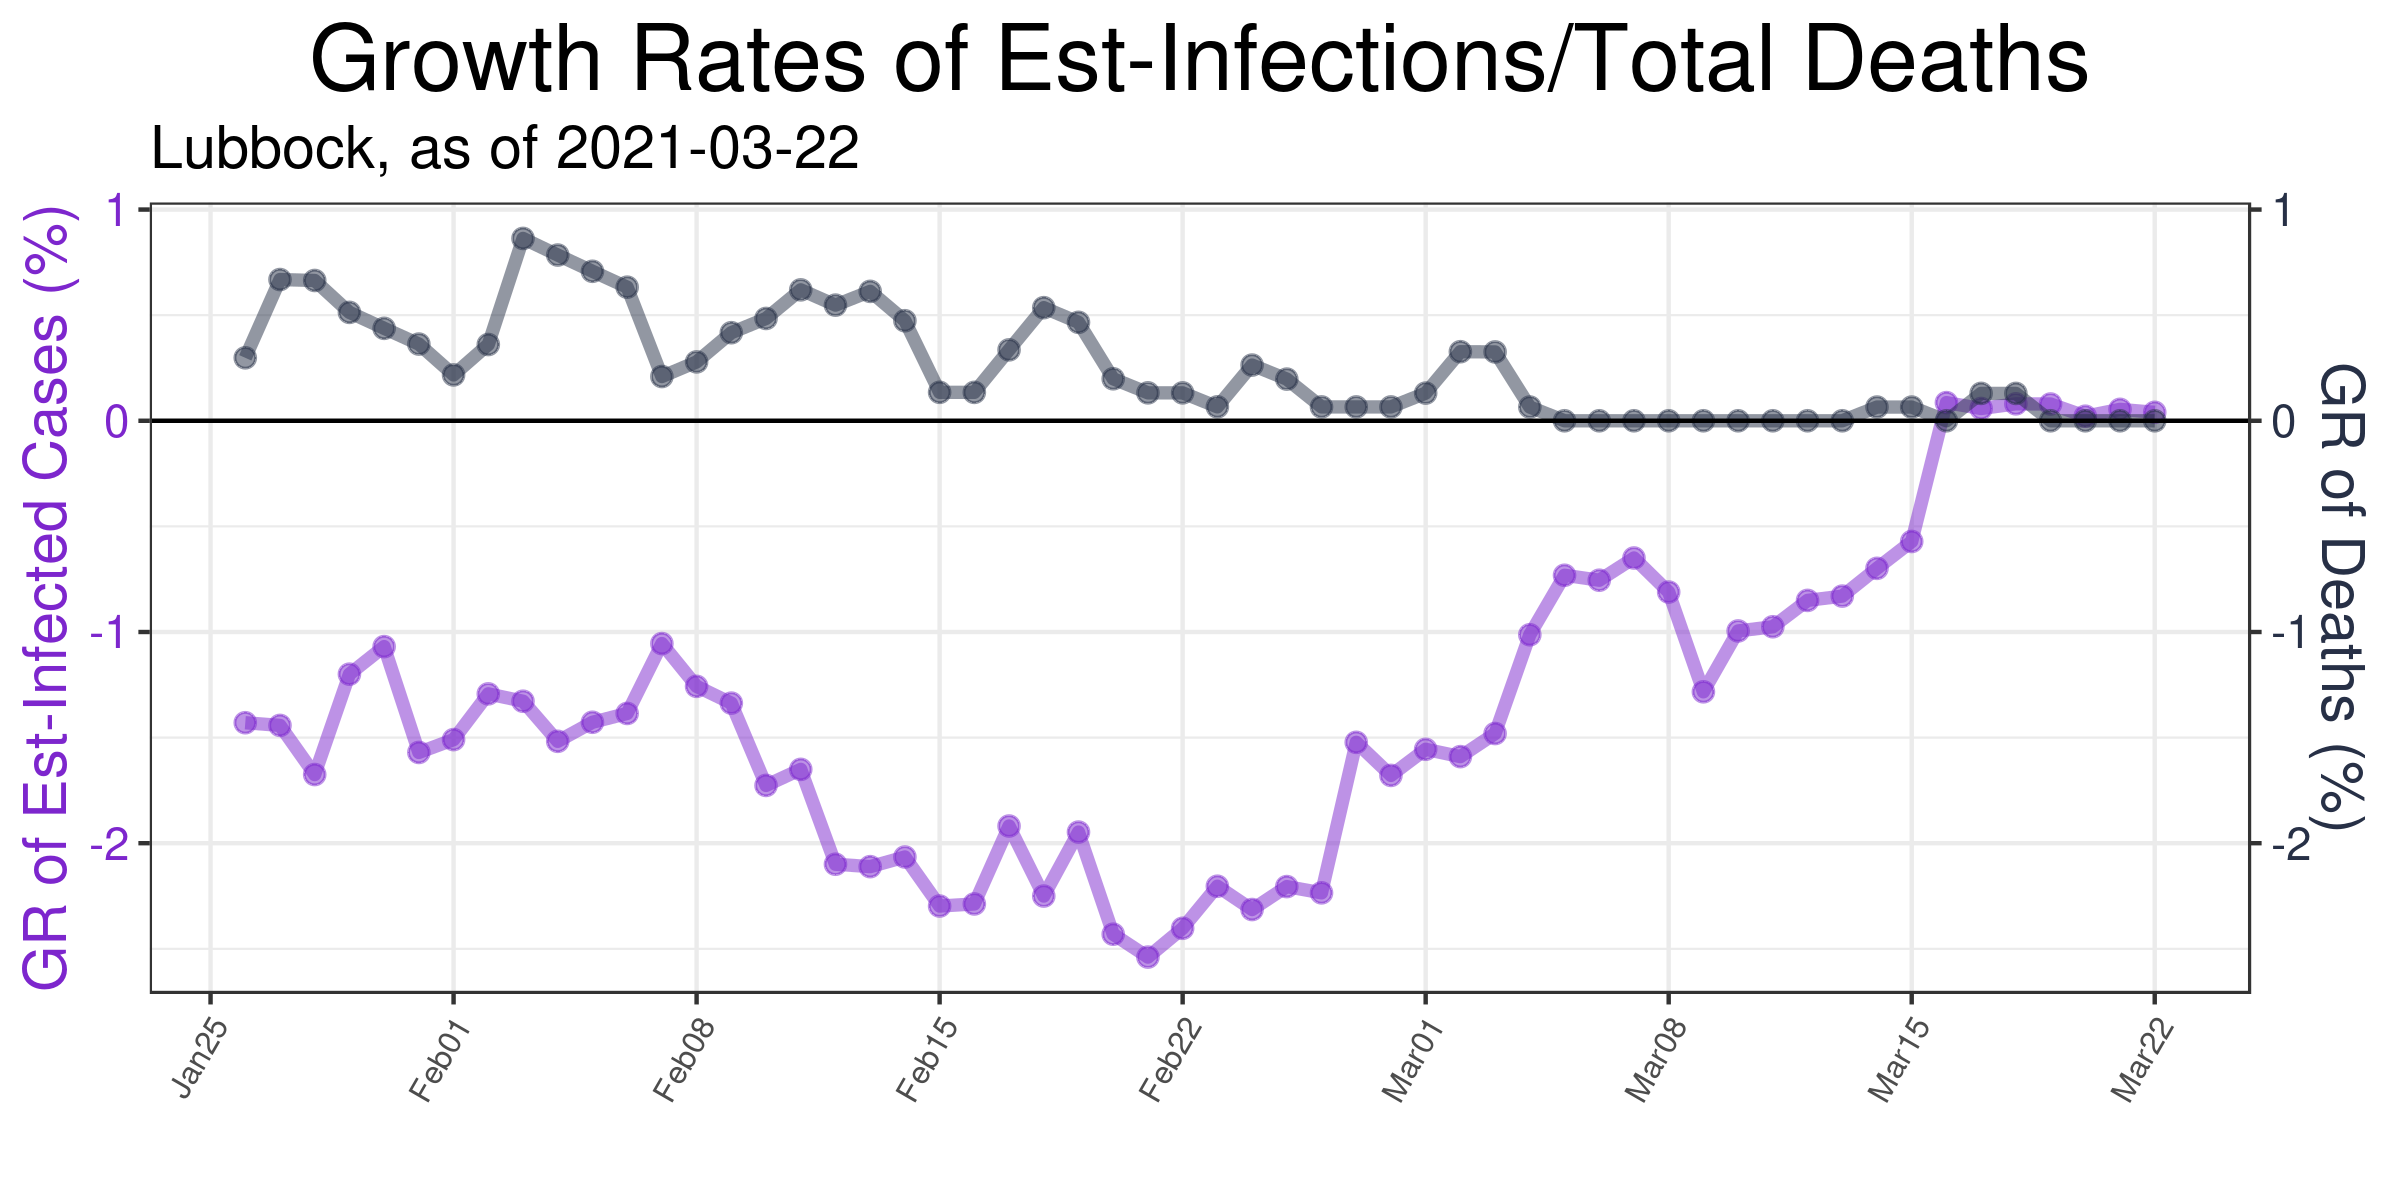 Growth Rates of Est-Infections/Total Deaths
Lubbock, as of 2021-03-22
GR of Est-Infected Cases (%)
1
0
-1
-2
1
0
-1
-2
GR of Deaths (%)
Jan25
Feb01
Feb08
Feb15
Feb22
Mar01
Mar08
Mar15
Mar22